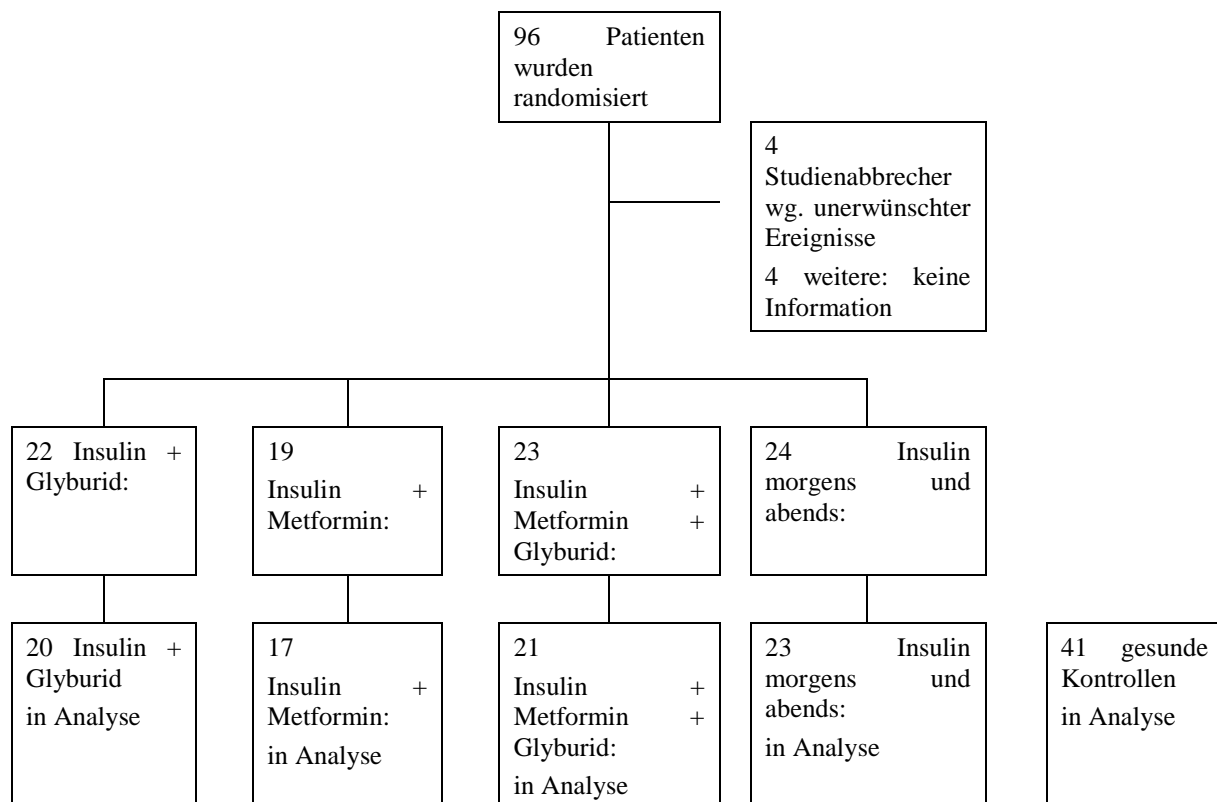 96 Patienten
wurden
randomisiert
4
Studienabbrecher
wg. unerwünschter
Ereignisse
4 weitere: keine
Information
22 Insulin +
Glyburid:
19
Insulin +
Metformin:
23
Insulin +
Metformin +
Glyburid:
24 Insulin
morgens und
abends:
20 Insulin +
Glyburid
in Analyse
17
Insulin +
Metformin:
in Analyse
21
Insulin +
Metformin +
Glyburid:
in Analyse
23 Insulin
morgens und
abends:
in Analyse
41 gesunde
Kontrollen
in Analyse